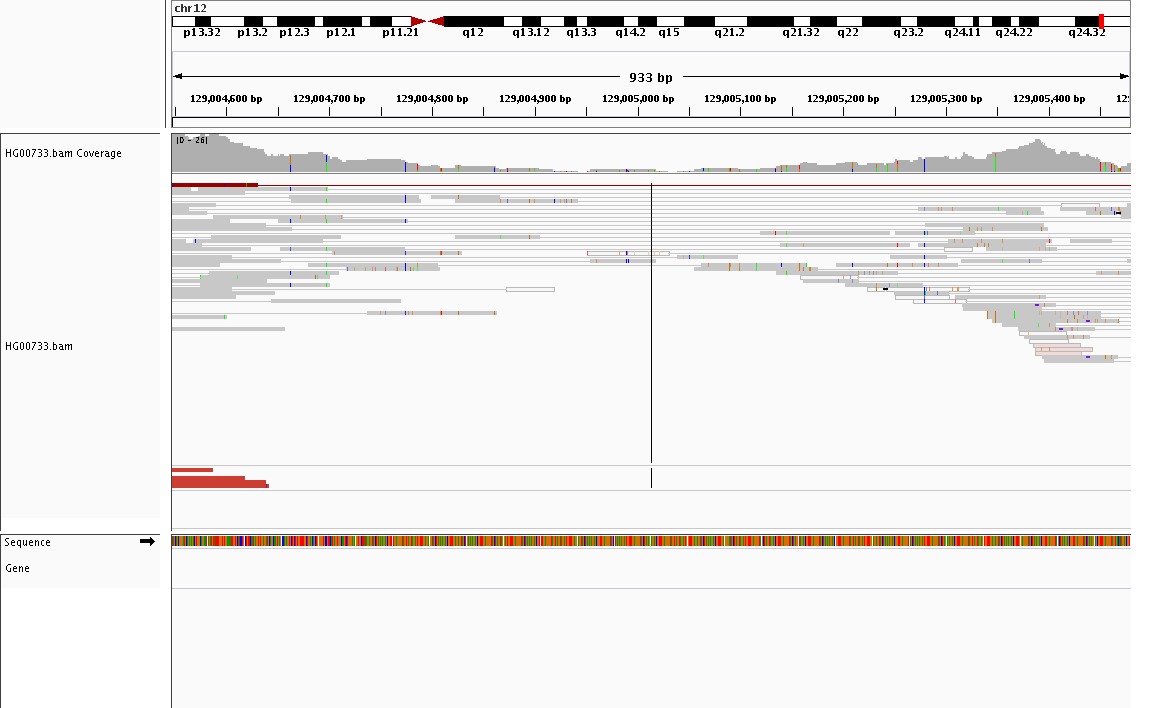 chr12
p13.32 p13.2 p12.3 p12.1 p11.21 q12 q13.12 q13.3 q14.2 q15 q21.2 q21.32 q22 q23.2 q24.11 q24.22 q24.32
933 bp
129,004,600 bp 129,004,700 bp 129,004,800 bp 129,004,900 bp 129,005,000 bp 129,005,100 bp 129,005,200 bp 129,005,300 bp 129,005,400 bp 129
[0 - 26]
HG00733.bam Coverage
HG00733.bam
Sequence
Gene